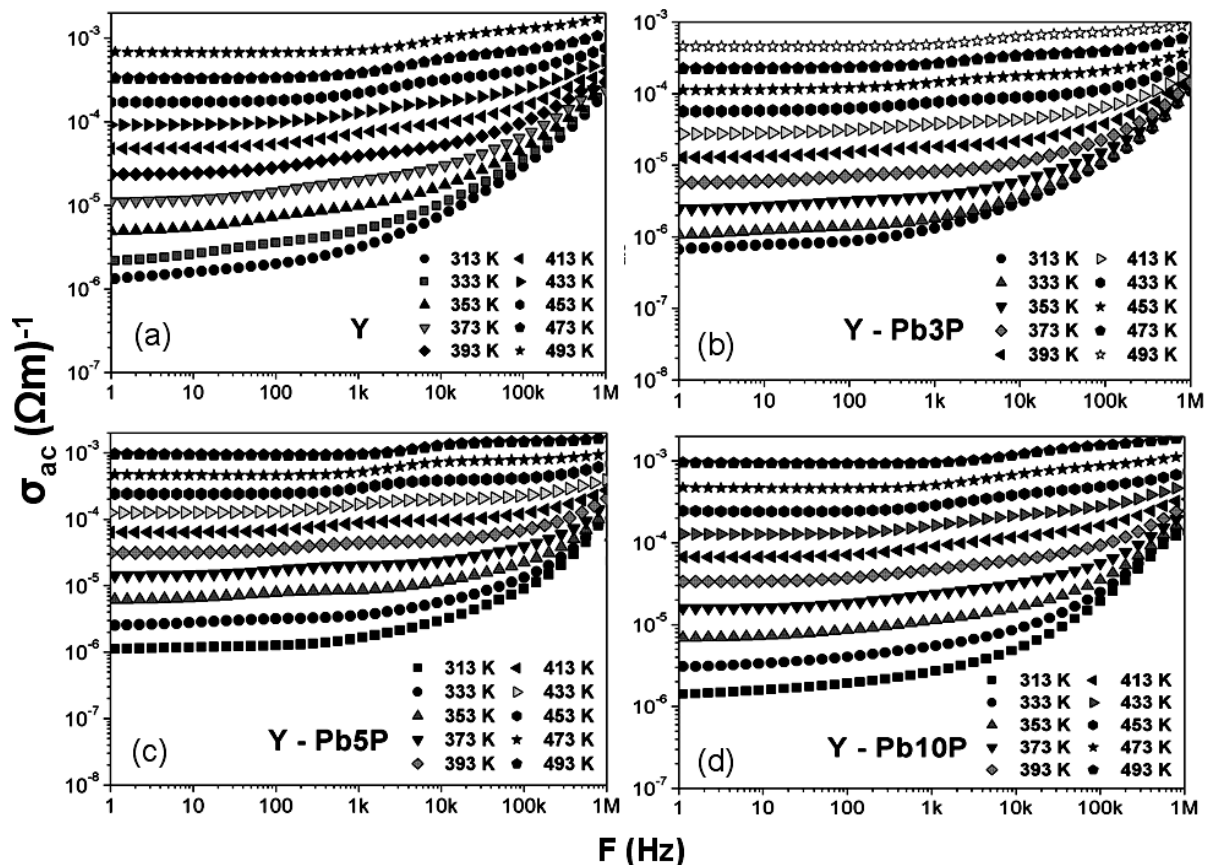 10⁻³
10⁻⁴
10⁻⁵
10⁻⁶
10⁻⁷
313 K 413 K
333 K 433 K
353 K 453 K
373 K 473 K
393 K 493 K
(a) Y
1 10 100 1k 10k 100k 1M
10⁻³
10⁻⁴
10⁻⁵
10⁻⁶
10⁻⁷
10⁻⁸
313 K 413 K
333 K 433 K
353 K 453 K
373 K 473 K
393 K 493 K
(b) Y - Pb3P
1 10 100 1k 10k 100k 1M
σac (Ωm)⁻¹
10⁻³
10⁻⁴
10⁻⁵
10⁻⁶
10⁻⁷
10⁻⁸
313 K 413 K
333 K 433 K
353 K 453 K
373 K 473 K
393 K 493 K
(c) Y - Pb5P
1 10 100 1k 10k 100k 1M
10⁻³
10⁻⁴
10⁻⁵
10⁻⁶
10⁻⁷
313 K 413 K
333 K 433 K
353 K 453 K
373 K 473 K
393 K 493 K
(d) Y - Pb10P
1 10 100 1k 10k 100k 1M
F (Hz)